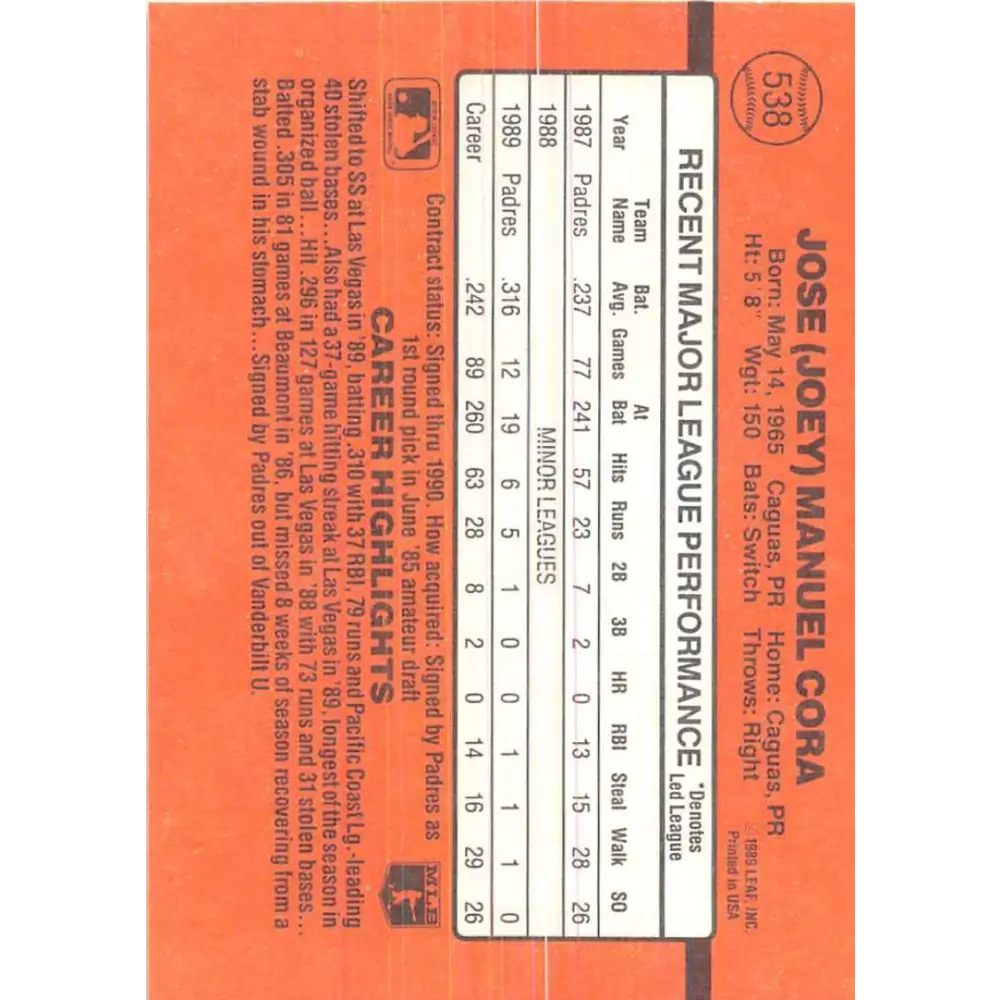 538
JOSE (JOEY) MANUEL CORA
Born: May 14, 1965 Caguas, PR Home: Caguas, PR
Ht: 5'8" Wgt: 150 Bats: Switch Throws: Right
©1989 LEAF, INC.
Printed in USA
RECENT MAJOR LEAGUE PERFORMANCE *Denotes Led League
Year Team Name Bat. Avg. Games At Bat Hits Runs 2B 3B HR RBI Steal Walk SO
1987 Padres .237 77 241 57 23 7 2 0 13 15 28 26
1988 MINOR LEAGUES
1989 Padres .316 12 19 6 5 1 0 0 1 1 1 0
Career .242 89 260 63 28 8 2 0 14 16 29 26
Contract status: Signed thru 1990. How acquired: Signed by Padres as
1st round pick in June '85 amateur draft
MLB
CAREER HIGHLIGHTS
Shifted to SS at Las Vegas in '89, batting .310 with 37 RBI, 79 runs and Pacific Coast Lg.-leading
40 stolen bases...Also had a 37-game hitting streak at Las Vegas in '89, longest of the season in
organized ball...Hit .296 in 127 games at Las Vegas in '88 with 73 runs and 31 stolen bases...
Batted .305 in 81 games at Beaumont in '86, but missed 8 weeks of season recovering from a
stab wound in his stomach...Signed by Padres out of Vanderbilt U.